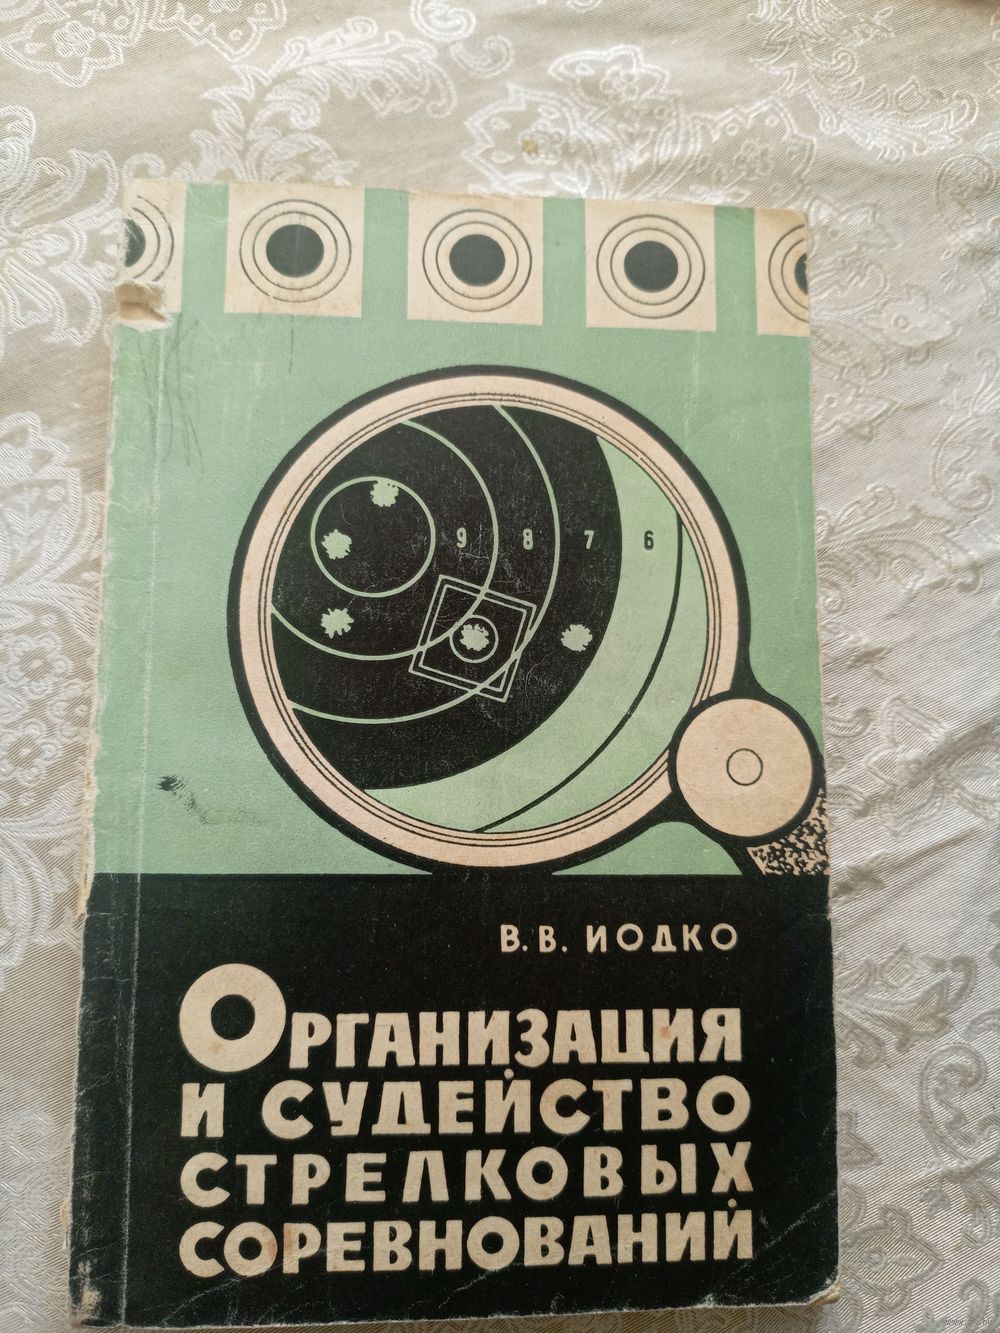 9 8 7 6
В. В. ИОДКО
ОРГАНИЗАЦИЯ
И СУДЕЙСТВО
СТРЕЛКОВЫХ
СОРЕВНОВАНИЙ